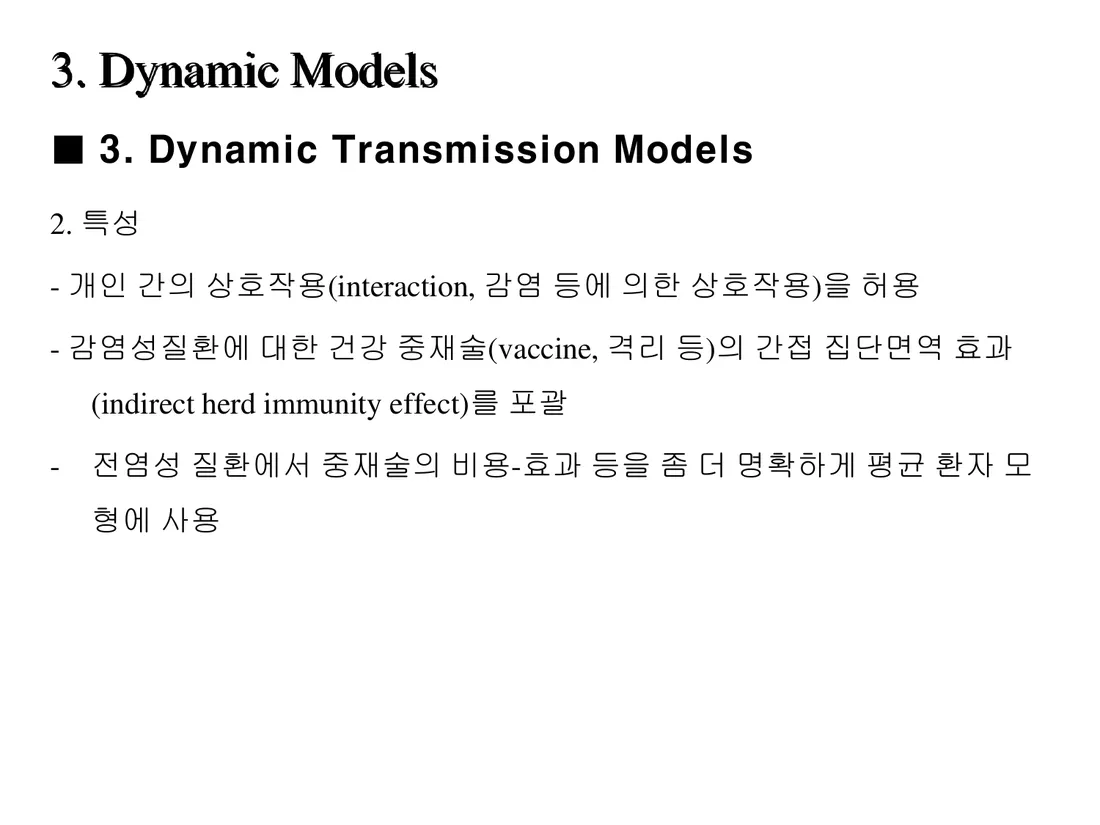 3. Dynamic Models
■ 3. Dynamic Transmission Models
2. 특성
- 개인 간의 상호작용(interaction, 감염 등에 의한 상호작용)을 허용
- 감염성질환에 대한 건강 중재술(vaccine, 격리 등)의 간접 집단면역 효과
(indirect herd immunity effect)를 포괄
- 전염성 질환에서 중재술의 비용-효과 등을 좀 더 명확하게 평균 환자 모
형에 사용